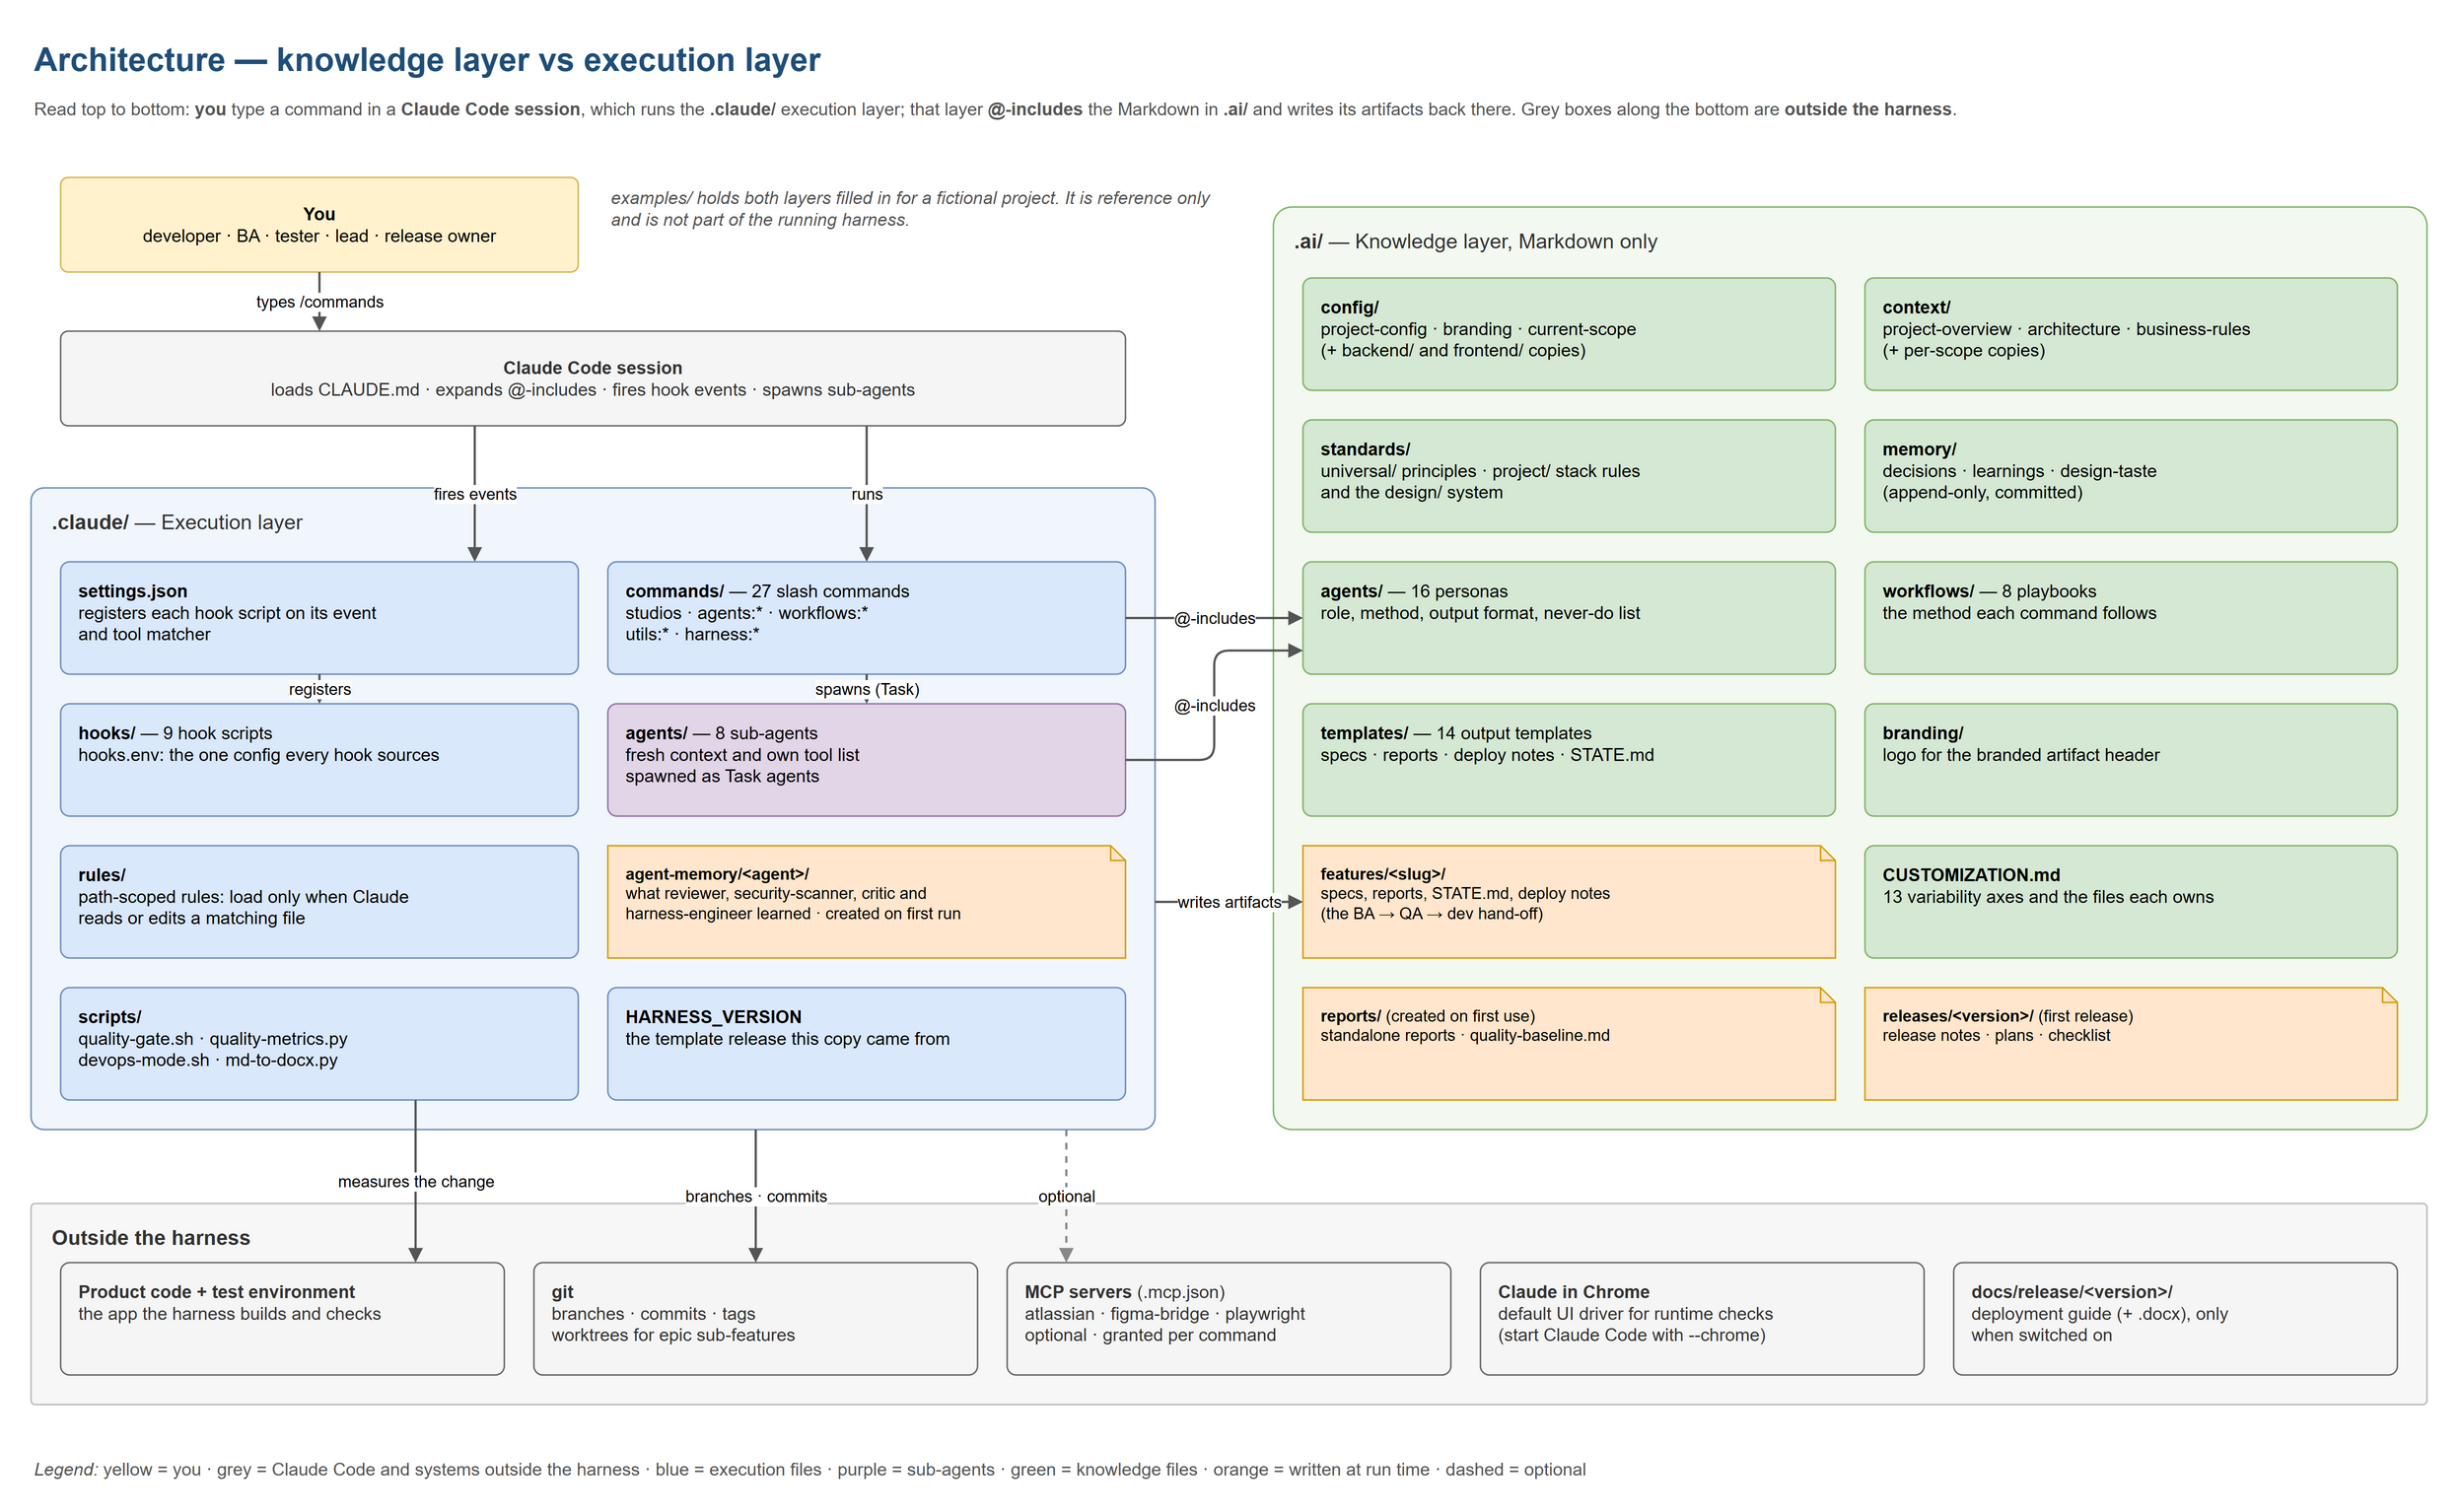 Architecture — knowledge layer vs execution layer
Read top to bottom: you type a command in a Claude Code session, which runs the .claude/ execution layer; that layer @-includes the Markdown in .ai/ and writes its artifacts back there. Grey boxes along the bottom are outside the harness.
You
developer · BA · tester · lead · release owner
examples/ holds both layers filled in for a fictional project. It is reference only
and is not part of the running harness.
types /commands
Claude Code session
loads CLAUDE.md · expands @-includes · fires hook events · spawns sub-agents
fires events
runs
.claude/ — Execution layer
settings.json
registers each hook script on its event
and tool matcher
commands/ — 27 slash commands
studios · agents:* · workflows:*
utils:* · harness:*
registers
spawns (Task)
hooks/ — 9 hook scripts
hooks.env: the one config every hook sources
agents/ — 8 sub-agents
fresh context and own tool list
spawned as Task agents
rules/
path-scoped rules: load only when Claude
reads or edits a matching file
agent-memory/<agent>/
what reviewer, security-scanner, critic and
harness-engineer learned · created on first run
scripts/
quality-gate.sh · quality-metrics.py
devops-mode.sh · md-to-docx.py
HARNESS_VERSION
the template release this copy came from
@-includes
@-includes
writes artifacts
.ai/ — Knowledge layer, Markdown only
config/
project-config · branding · current-scope
(+ backend/ and frontend/ copies)
context/
project-overview · architecture · business-rules
(+ per-scope copies)
standards/
universal/ principles · project/ stack rules
and the design/ system
memory/
decisions · learnings · design-taste
(append-only, committed)
agents/ — 16 personas
role, method, output format, never-do list
workflows/ — 8 playbooks
the method each command follows
templates/ — 14 output templates
specs · reports · deploy notes · STATE.md
branding/
logo for the branded artifact header
features/<slug>/
specs, reports, STATE.md, deploy notes
(the BA → QA → dev hand-off)
CUSTOMIZATION.md
13 variability axes and the files each owns
reports/ (created on first use)
standalone reports · quality-baseline.md
releases/<version>/ (first release)
release notes · plans · checklist
measures the change
branches · commits
optional
Outside the harness
Product code + test environment
the app the harness builds and checks
git
branches · commits · tags
worktrees for epic sub-features
MCP servers (.mcp.json)
atlassian · figma-bridge · playwright
optional · granted per command
Claude in Chrome
default UI driver for runtime checks
(start Claude Code with --chrome)
docs/release/<version>/
deployment guide (+ .docx), only
when switched on
Legend: yellow = you · grey = Claude Code and systems outside the harness · blue = execution files · purple = sub-agents · green = knowledge files · orange = written at run time · dashed = optional